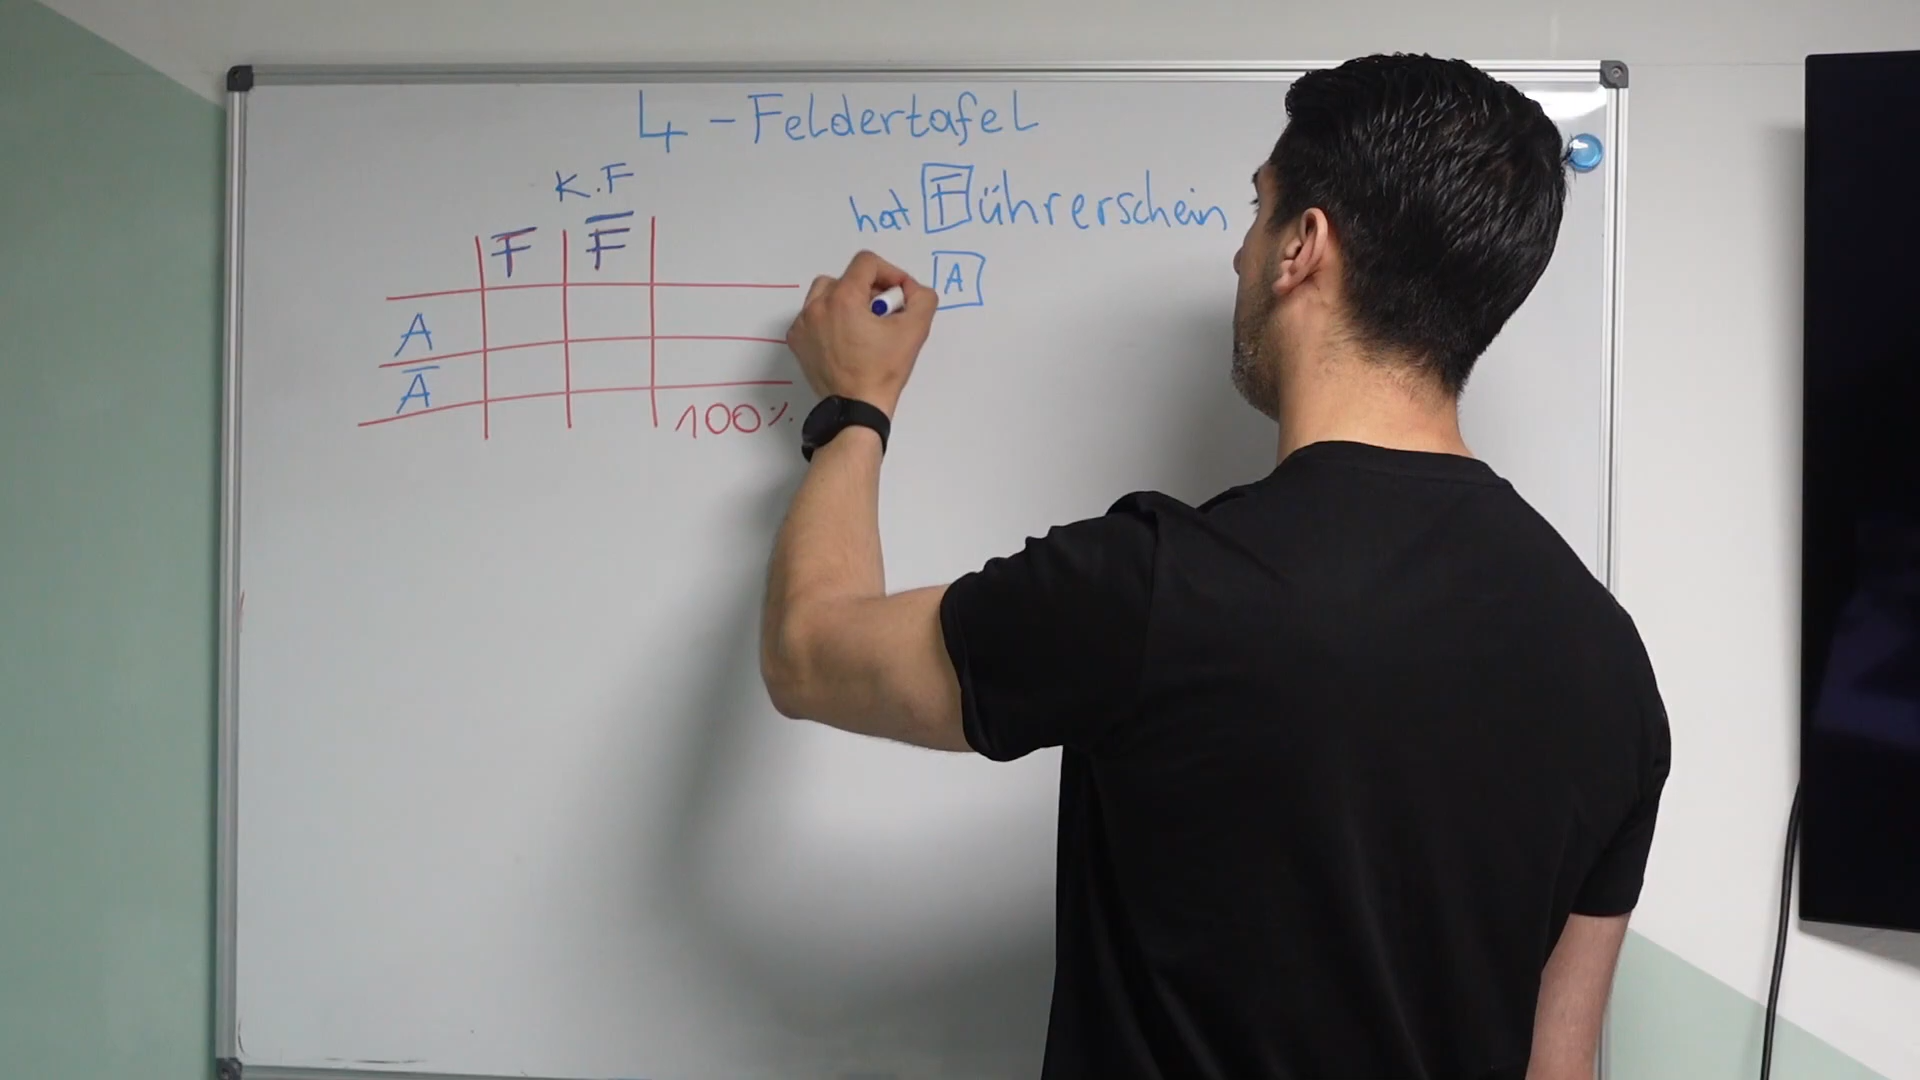 4 - Feldertafel
K.F
F F̅
A
A̅
100%
hat Führerschein
A